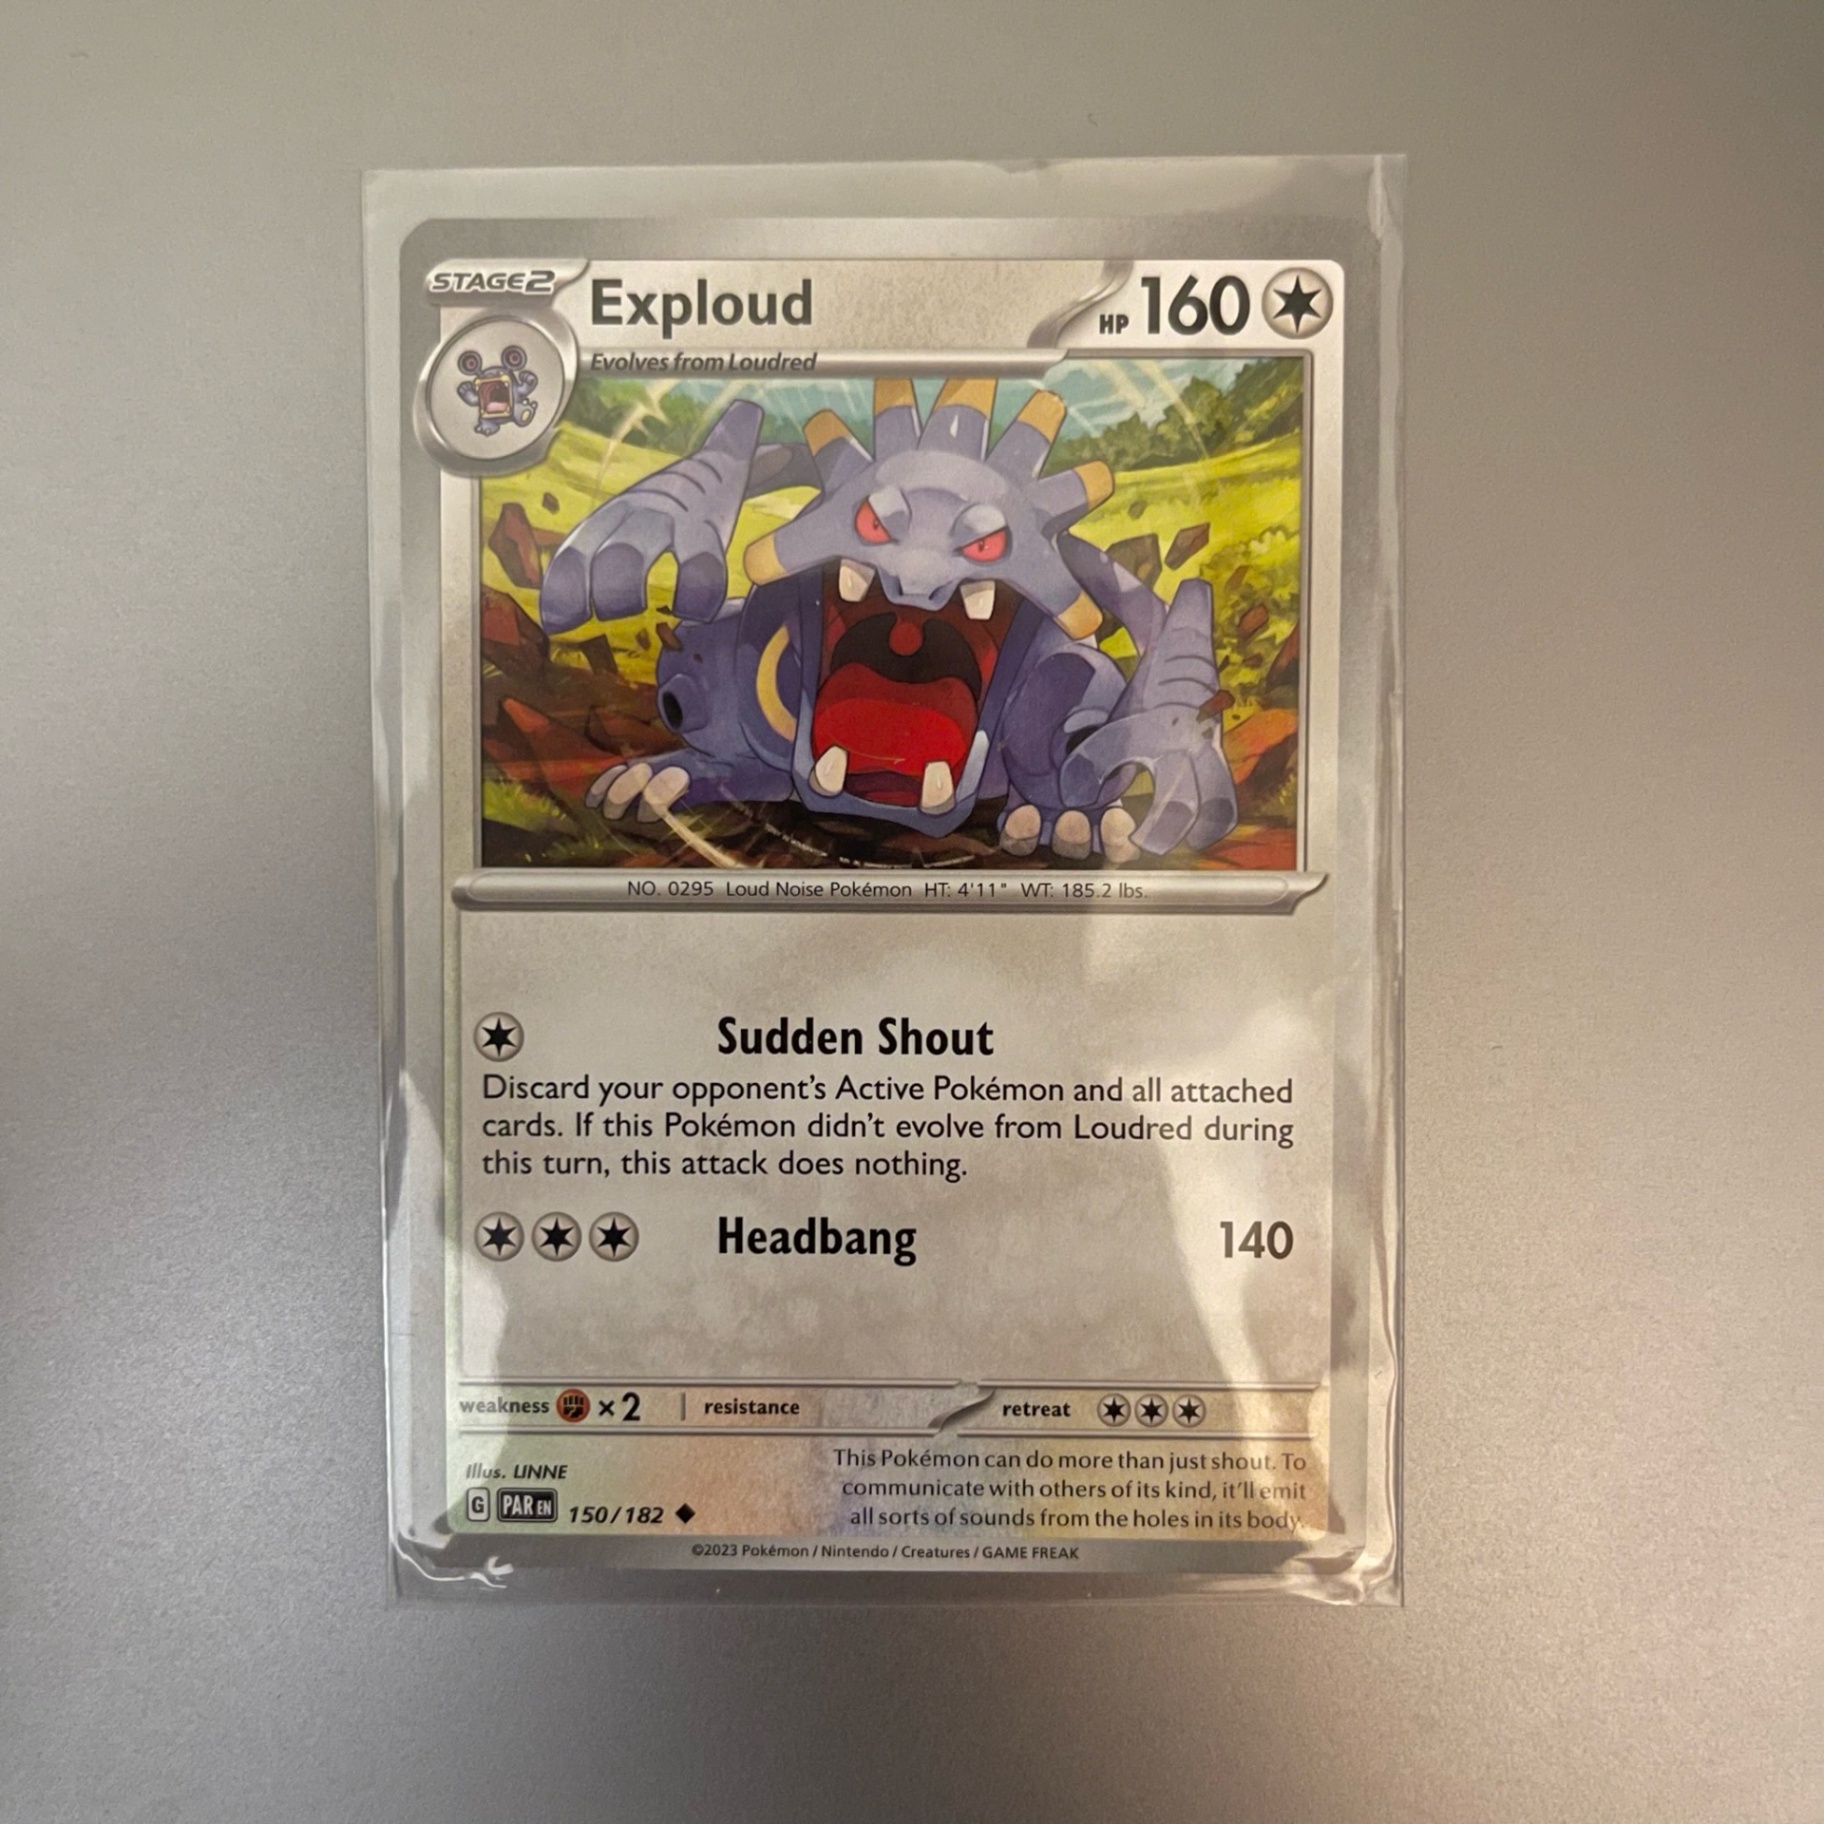 STAGE2
Exploud
HP 160
Evolves from Loudred
NO. 0295 Loud Noise Pokémon HT: 4'11" WT: 185.2 lbs.
Sudden Shout
Discard your opponent's Active Pokémon and all attached
cards. If this Pokémon didn't evolve from Loudred during
this turn, this attack does nothing.
Headbang 140
weakness ×2 resistance retreat
This Pokémon can do more than just shout. To
communicate with others of its kind, it'll emit
all sorts of sounds from the holes in its body.
Illus. LINNE
G PAR EN 150/182
©2023 Pokémon / Nintendo / Creatures / GAME FREAK